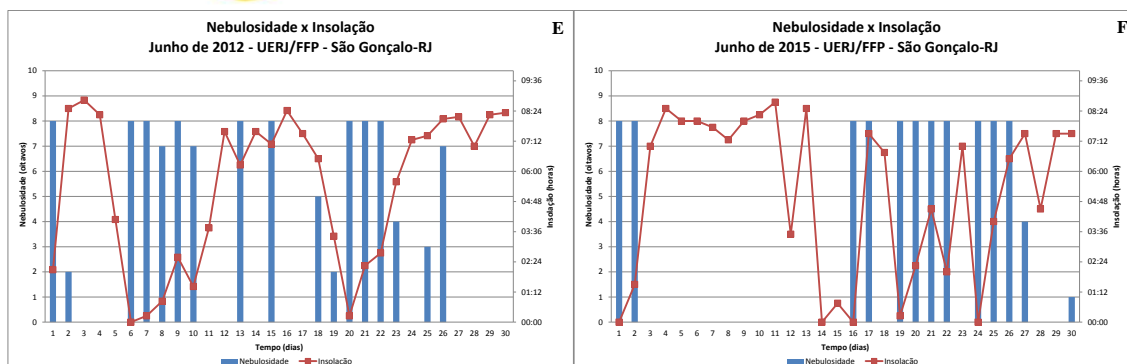 Nebulosidade x Insolação
Junho de 2012 - UERJ/FFP - São Gonçalo-RJ
E
Nebulosidade (oitavos)
10
9
8
7
6
5
4
3
2
1
0
09:36
08:24
07:12
06:00
04:48
03:36
02:24
01:12
00:00
Insolação (horas)
1 2 3 4 5 6 7 8 9 10 11 12 13 14 15 16 17 18 19 20 21 22 23 24 25 26 27 28 29 30
Tempo (dias)
Nebulosidade Insolação
Nebulosidade x Insolação
Junho de 2015 - UERJ/FFP - São Gonçalo-RJ
F
Nebulosidade (oitavos)
10
9
8
7
6
5
4
3
2
1
0
09:36
08:24
07:12
06:00
04:48
03:36
02:24
01:12
00:00
Insolação (horas)
1 2 3 4 5 6 7 8 9 10 11 12 13 14 15 16 17 18 19 20 21 22 23 24 25 26 27 28 29 30
Tempo (dias)
Nebulosidade Insolação